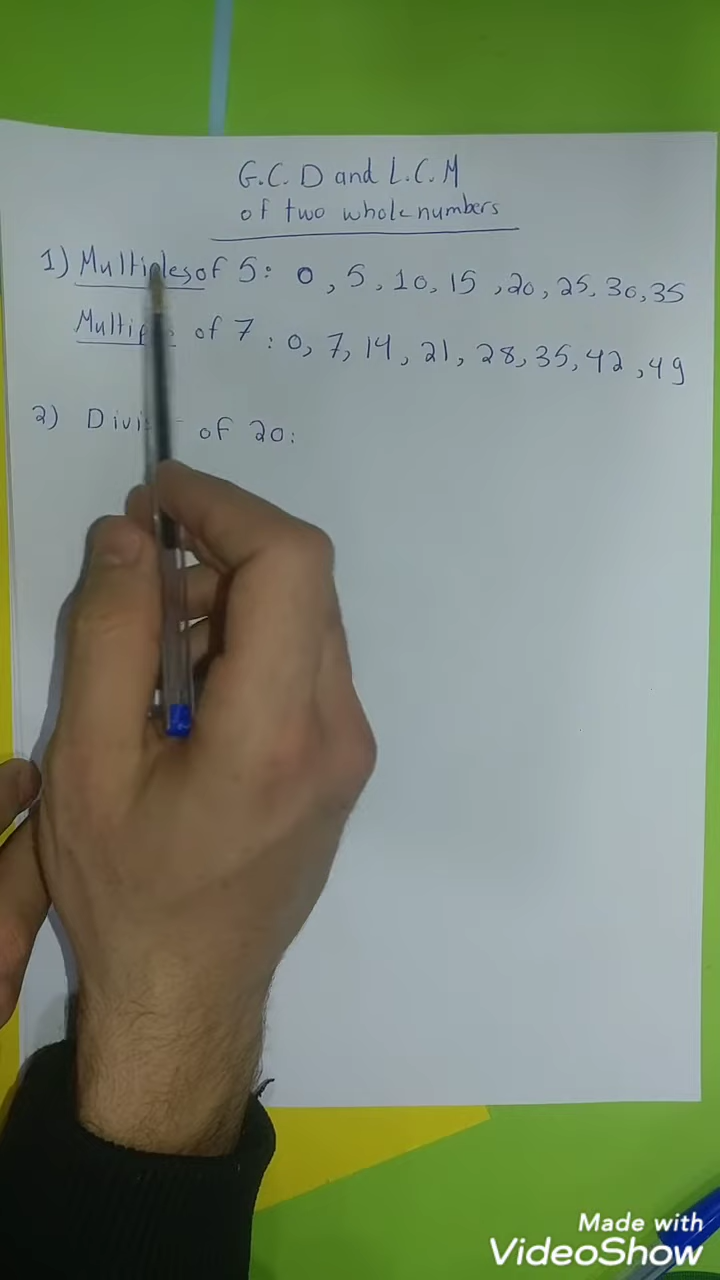 G.C.D and L.C.M
of two whole numbers
1) Multiples of 5: 0, 5, 10, 15, 20, 25, 30, 35
of 7: 0, 7, 14, 21, 28, 35, 42, 49
2) of 20:
Made with
VideoShow